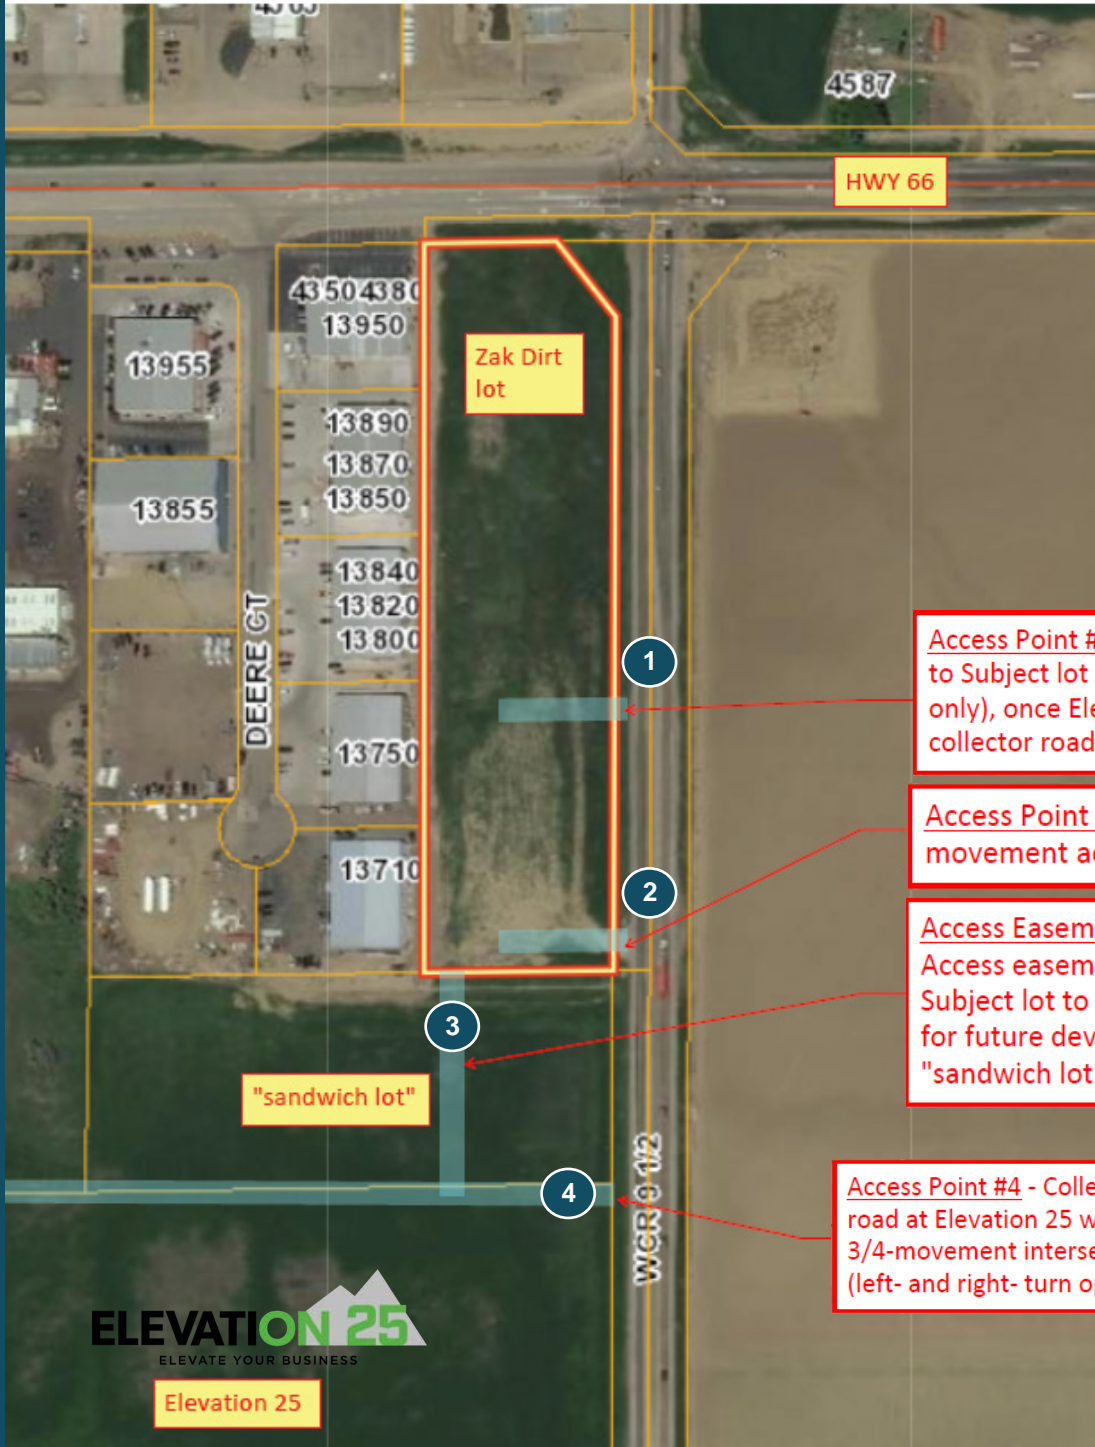 4587
HWY 66
4350 4380
13950
Zak Dirt
lot
13955
13890
13870
13850
13855
13840
13820
13800
DEERE CT
13750
13710
1
Access Point #
to Subject lot
only), once Ele
collector road
2
Access Point
movement a
3
Access Easem
Access easem
Subject lot to
for future dev
"sandwich lot
"sandwich lot"
4
WCR 9 1/2
Access Point #4 - Colle
road at Elevation 25 w
3/4-movement interse
(left- and right- turn o
ELEVATION 25
ELEVATE YOUR BUSINESS
Elevation 25